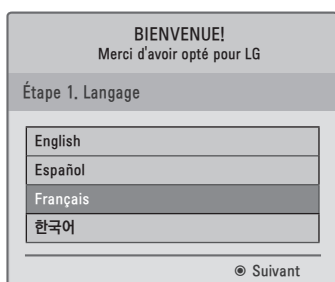 BIENVENUE!
Merci d'avoir opté pour LG
Étape 1. Langage
English
Español
Français
한국어
◉ Suivant